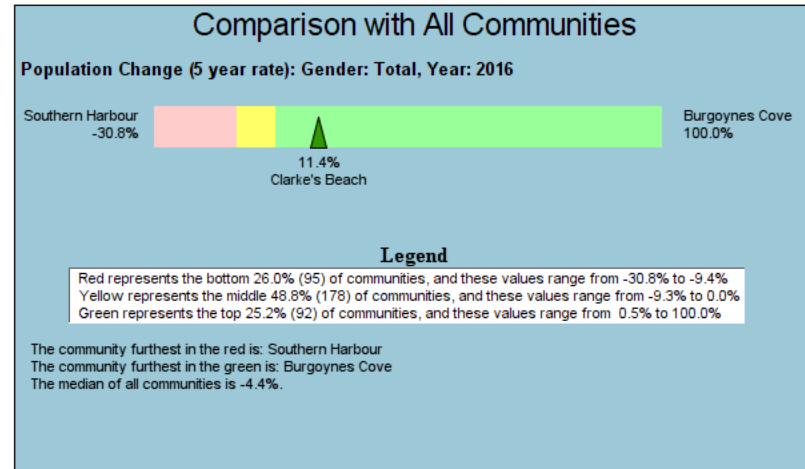 Comparison with All Communities
Population Change (5 year rate): Gender: Total, Year: 2016
Southern Harbour
-30.8%
Burgoynes Cove
100.0%
11.4%
Clarke's Beach
Legend
Red represents the bottom 26.0% (95) of communities, and these values range from -30.8% to -9.4%
Yellow represents the middle 48.8% (178) of communities, and these values range from -9.3% to 0.0%
Green represents the top 25.2% (92) of communities, and these values range from 0.5% to 100.0%
The community furthest in the red is: Southern Harbour
The community furthest in the green is: Burgoynes Cove
The median of all communities is -4.4%.